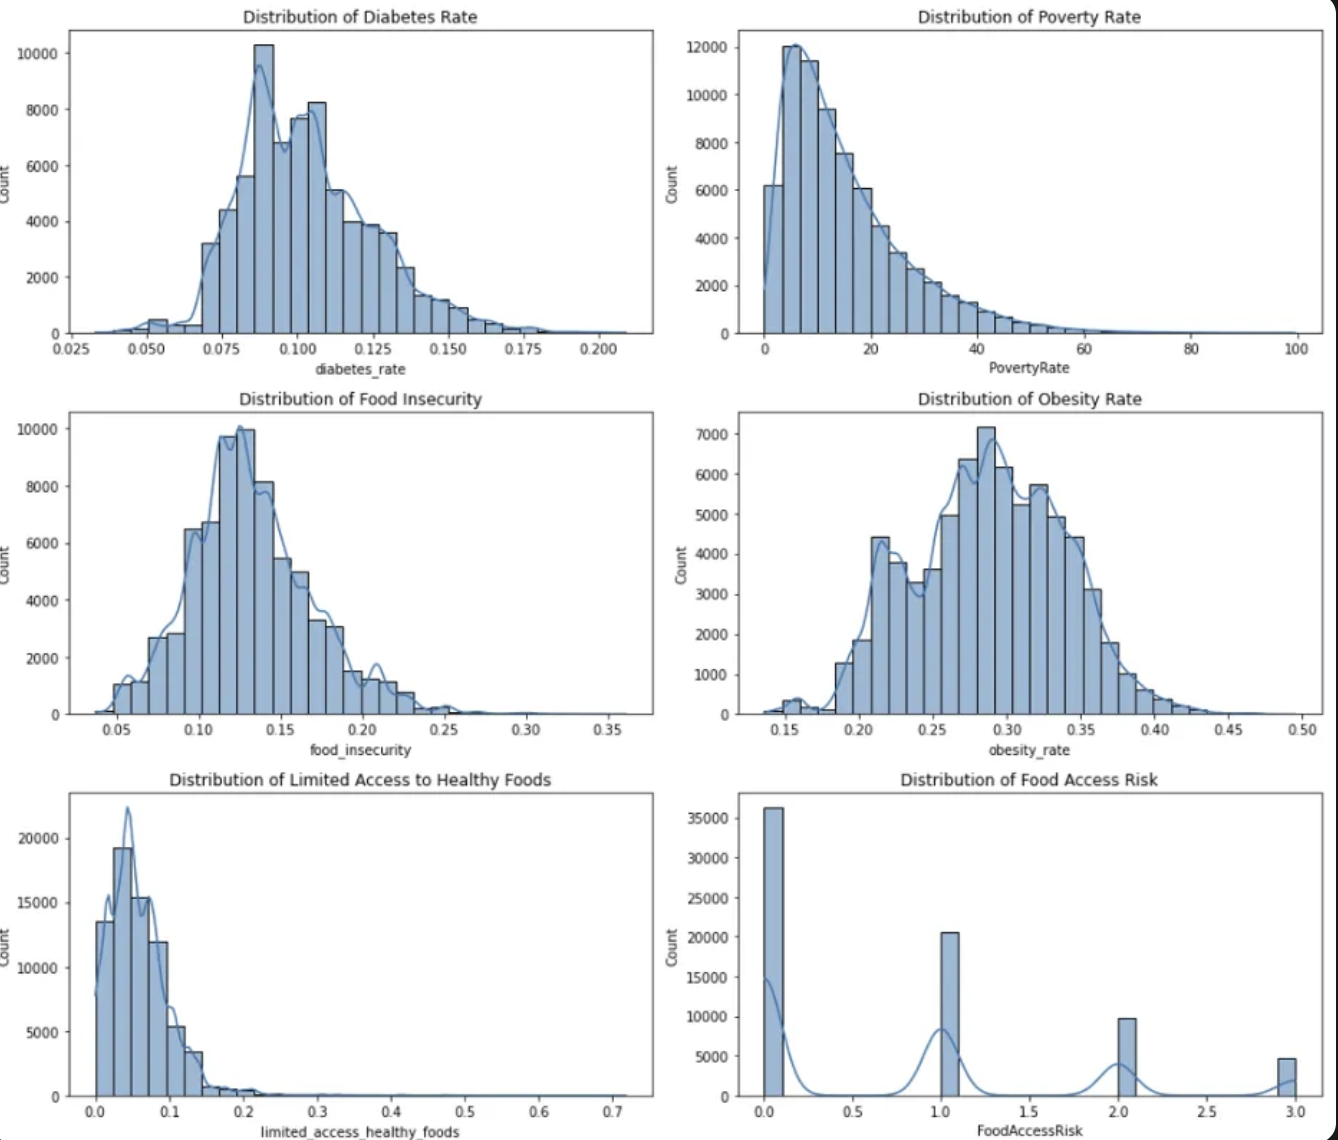 Distribution of Diabetes Rate
10000
8000
6000
4000
2000
0
Count
0.025 0.050 0.075 0.100 0.125 0.150 0.175 0.200
diabetes_rate
Distribution of Poverty Rate
12000
10000
8000
6000
4000
2000
0
Count
0 20 40 60 80 100
PovertyRate
Distribution of Food Insecurity
10000
8000
6000
4000
2000
0
Count
0.05 0.10 0.15 0.20 0.25 0.30 0.35
food_insecurity
Distribution of Obesity Rate
7000
6000
5000
4000
3000
2000
1000
0
Count
0.15 0.20 0.25 0.30 0.35 0.40 0.45 0.50
obesity_rate
Distribution of Limited Access to Healthy Foods
20000
15000
10000
5000
0
Count
0.0 0.1 0.2 0.3 0.4 0.5 0.6 0.7
limited_access_healthy_foods
Distribution of Food Access Risk
35000
30000
25000
20000
15000
10000
5000
0
Count
0.0 0.5 1.0 1.5 2.0 2.5 3.0
FoodAccessRisk